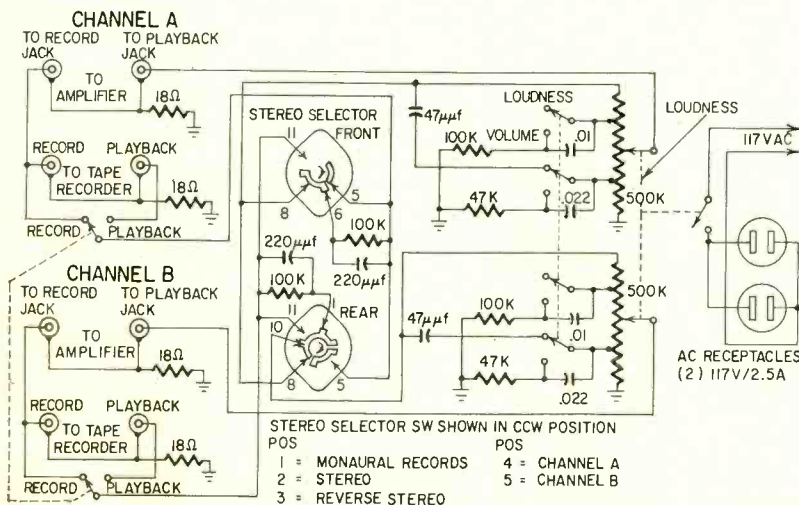 CHANNEL A
TO RECORD JACK
TO PLAYBACK JACK
TO AMPLIFIER
18Ω
RECORD
PLAYBACK
TO TAPE RECORDER
18Ω
RECORD
PLAYBACK
CHANNEL B
TO RECORD JACK
TO PLAYBACK JACK
TO AMPLIFIER
18Ω
RECORD
PLAYBACK
TO TAPE RECORDER
18Ω
RECORD
PLAYBACK
STEREO SELECTOR
FRONT
11
8
6
5
100K
220µµf
220µµf
100K
11
11
REAR
10
8
5
47µµf
LOUDNESS
100K
VOLUME
.01
47K
.022
500K
LOUDNESS
117VAC
47µµf
100K
.01
47K
.022
500K
AC RECEPTACLES
(2) 117V/2.5A
STEREO SELECTOR SW SHOWN IN CCW POSITION
POS
1 = MONAURAL RECORDS
2 = STEREO
3 = REVERSE STEREO
POS
4 = CHANNEL A
5 = CHANNEL B